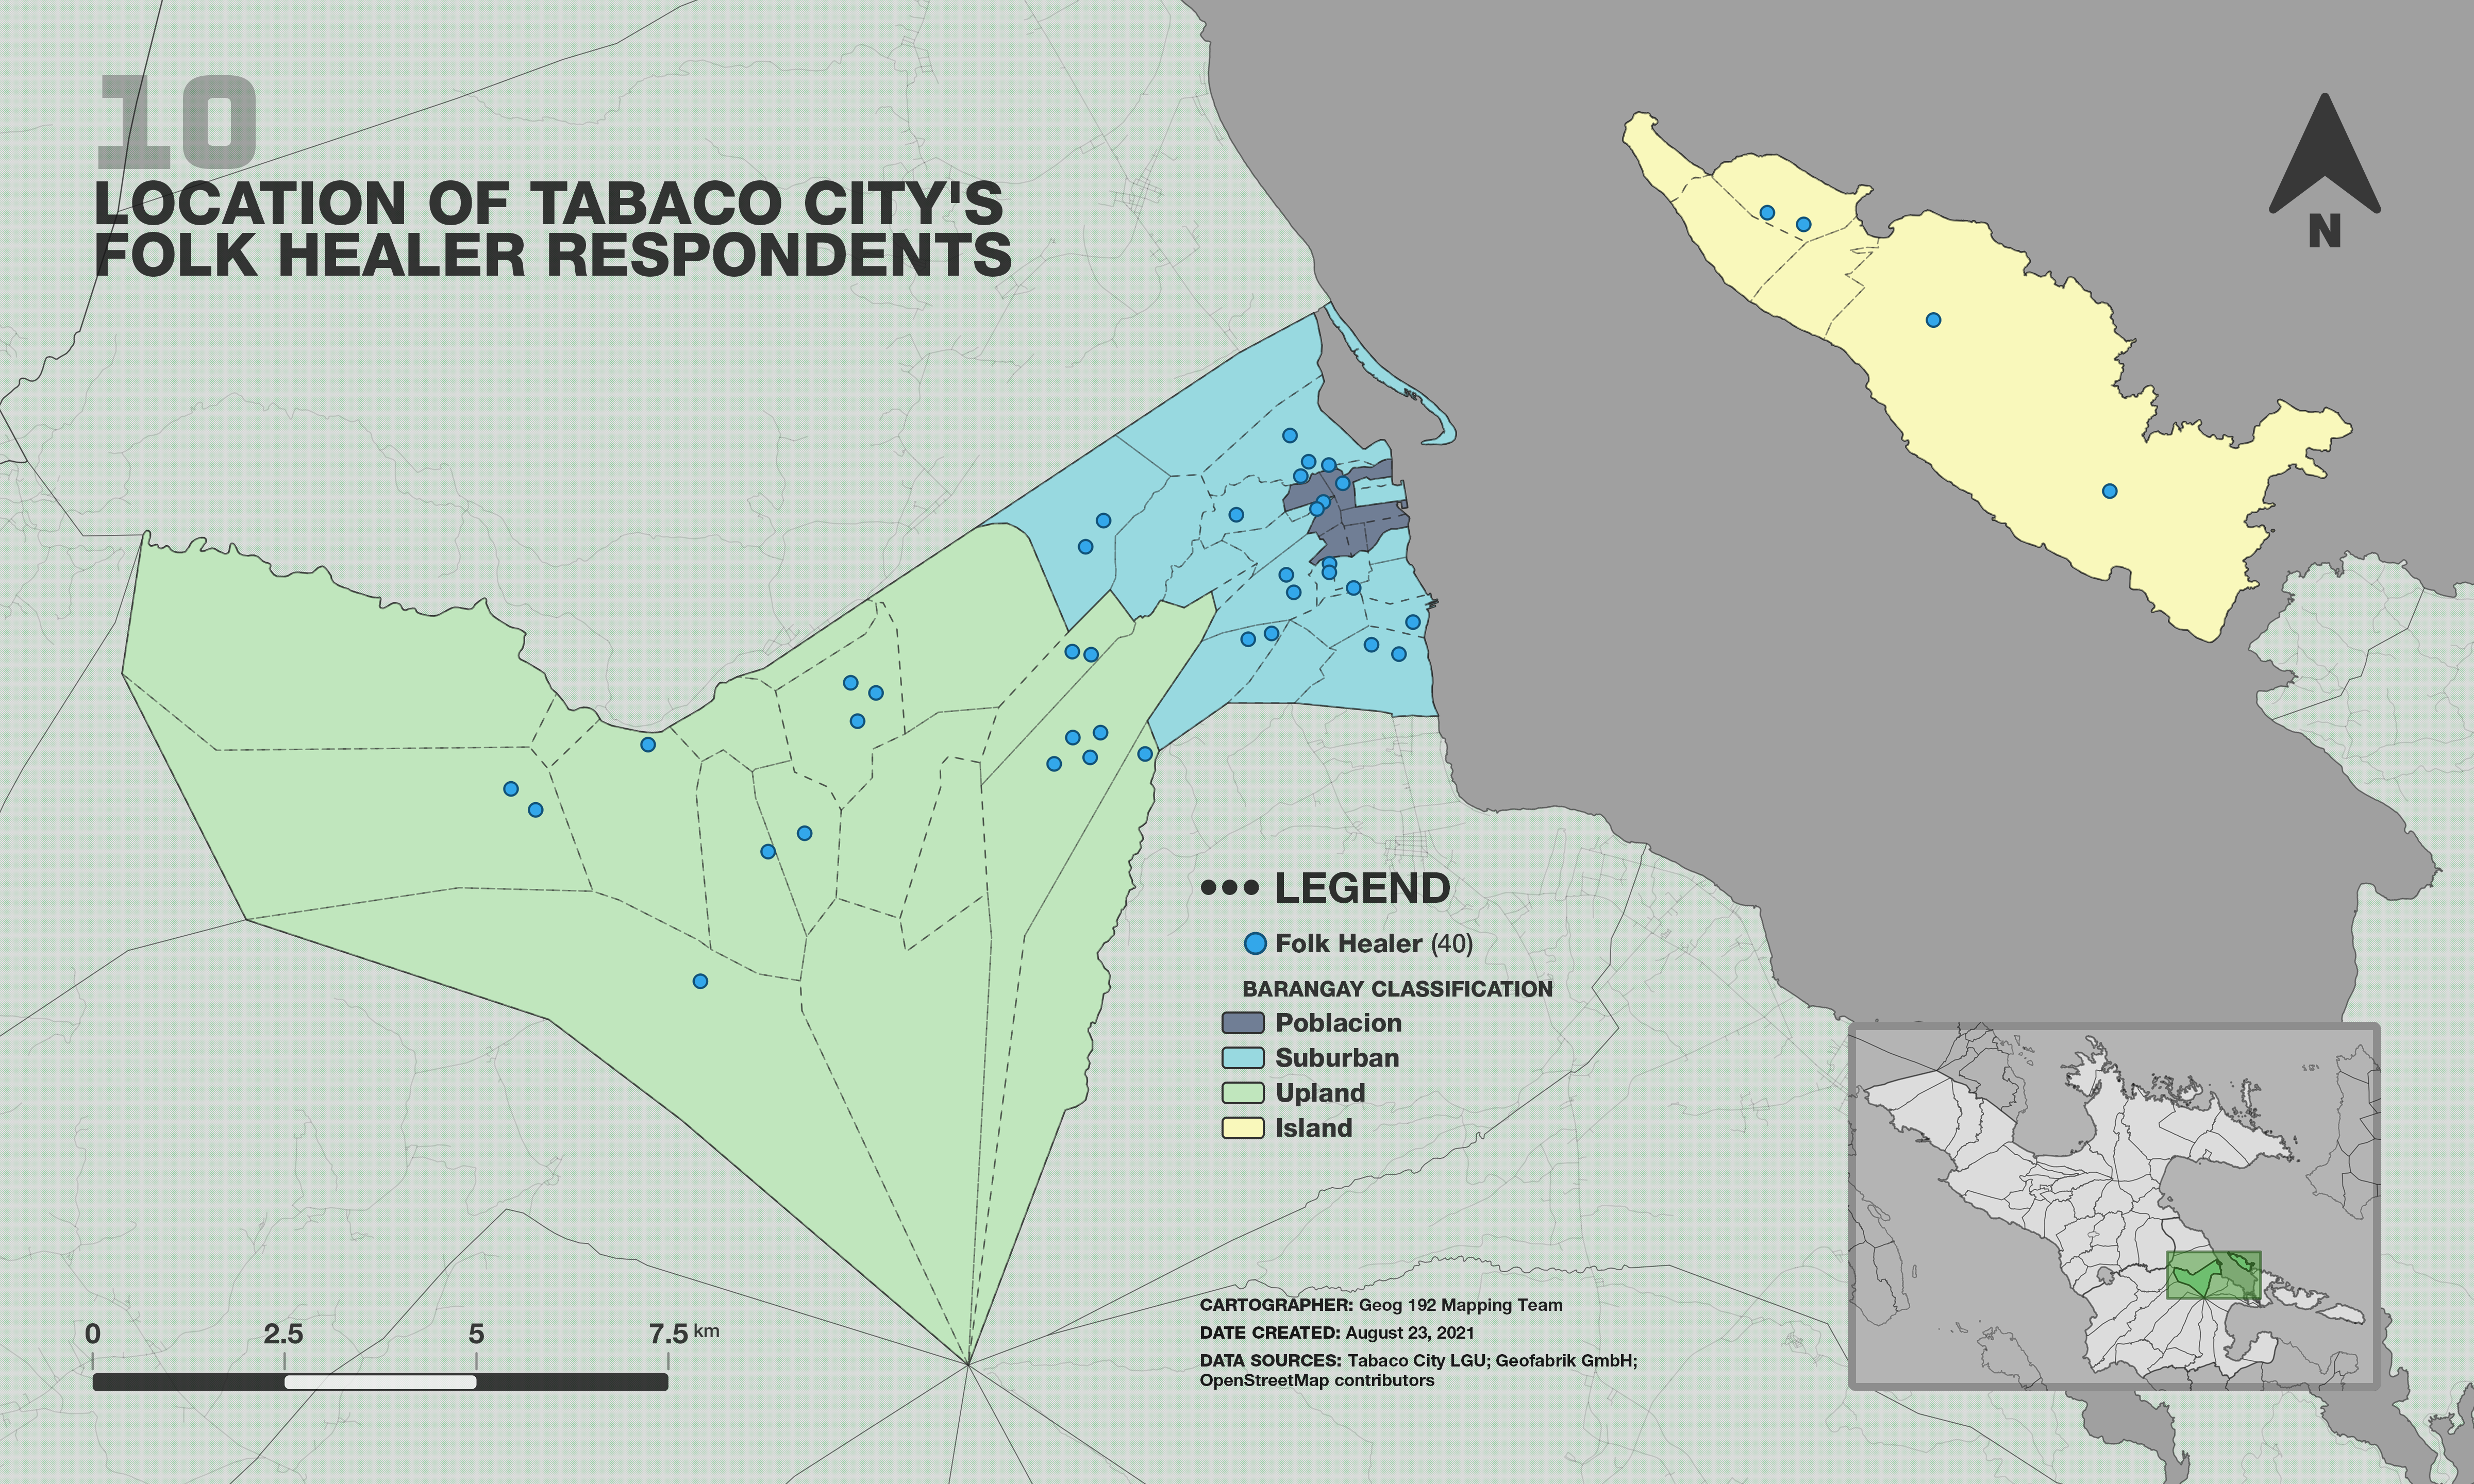 10
LOCATION OF TABACO CITY'S
FOLK HEALER RESPONDENTS
N
••• LEGEND
Folk Healer (40)
BARANGAY CLASSIFICATION
Poblacion
Suburban
Upland
Island
0 2.5 5 7.5 km
CARTOGRAPHER: Geog 192 Mapping Team
DATE CREATED: August 23, 2021
DATA SOURCES: Tabaco City LGU; Geofabrik GmbH;
OpenStreetMap contributors